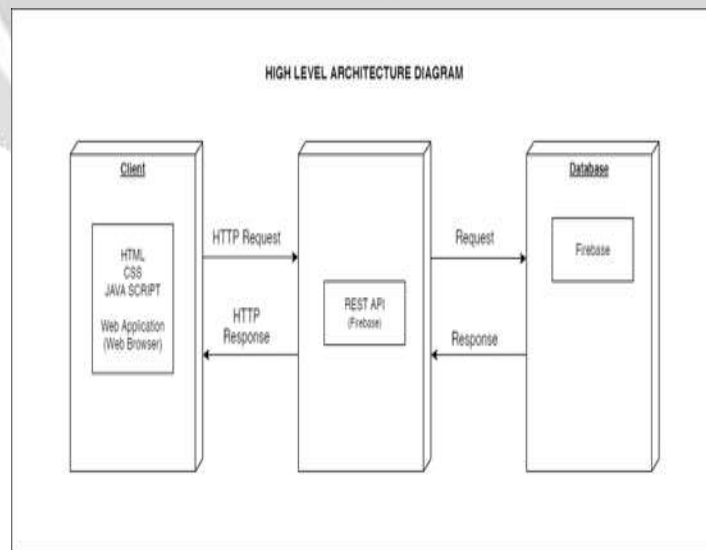 HIGH LEVEL ARCHITECTURE DIAGRAM
Client
HTML
CSS
JAVA SCRIPT
Web Application
(Web Browser)
HTTP Request
HTTP
Response
REST API
(Firebase)
Request
Response
Database
Firebase